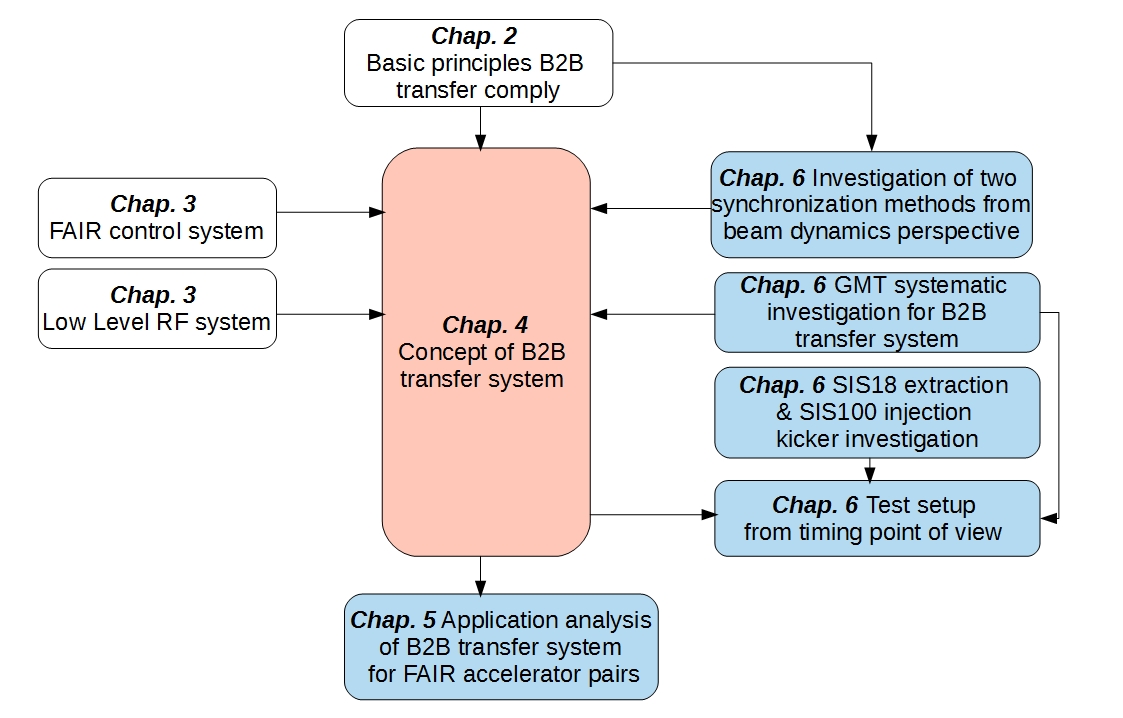 Chap. 2
Basic principles B2B
transfer comply
Chap. 3
FAIR control system
Chap. 3
Low Level RF system
Chap. 4
Concept of B2B
transfer system
Chap. 6 Investigation of two
synchronization methods from
beam dynamics perspective
Chap. 6 GMT systematic
investigation for B2B
transfer system
Chap. 6 SIS18 extraction
& SIS100 injection
kicker investigation
Chap. 6 Test setup
from timing point of view
Chap. 5 Application analysis
of B2B transfer system
for FAIR accelerator pairs